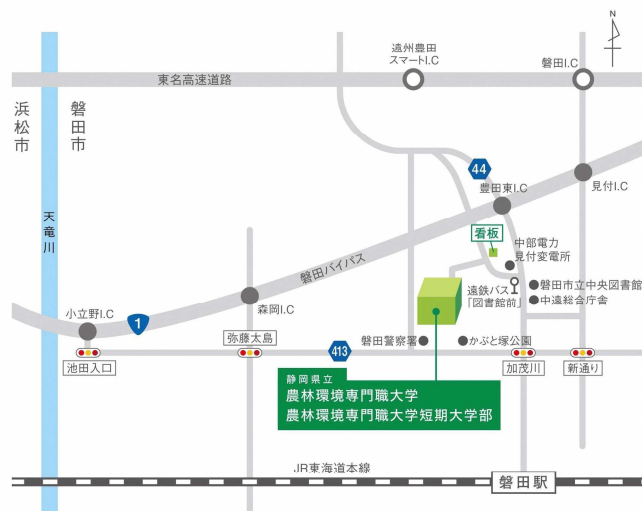 遠州豊田
スマートI.C
磐田I.C
東名高速道路
浜松市
磐田市
44
見付I.C
豊田東I.C
看板
中部電力
見付変電所
天竜川
磐田バイパス
森岡I.C
遠鉄バス
「図書館前」
磐田市立中央図書館
中遠総合庁舎
小立野I.C
1
弥藤太島
413
磐田警察署
かぶと塚公園
池田入口
加茂川
新通り
静岡県立
農林環境専門職大学
農林環境専門職大学短期大学部
JR東海道本線
磐田駅
N